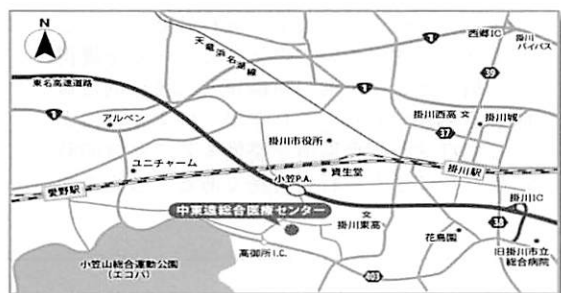 N
天竜浜名湖線
1
西郷IC
掛川
バイパス
東名高速道路
39
1
1
アルペン
掛川西高
文
掛川城
37
掛川市役所
ユニチャーム
資生堂
掛川駅
愛野駅
小笠P.A.
掛川IC
中東遠総合医療センター
文
掛川東高
38
花鳥園
小笠山総合運動公園
(エコパ)
高御所I.C.
旧掛川市立
総合病院
403